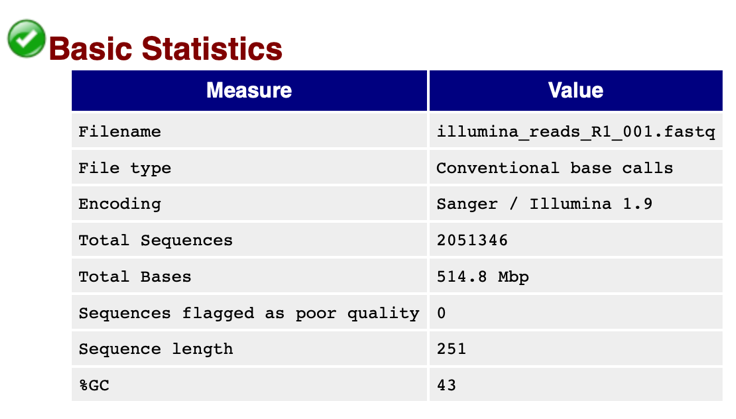 Basic Statistics
Measure Value
Filename illumina_reads_R1_001.fastq
File type Conventional base calls
Encoding Sanger / Illumina 1.9
Total Sequences 2051346
Total Bases 514.8 Mbp
Sequences flagged as poor quality 0
Sequence length 251
%GC 43